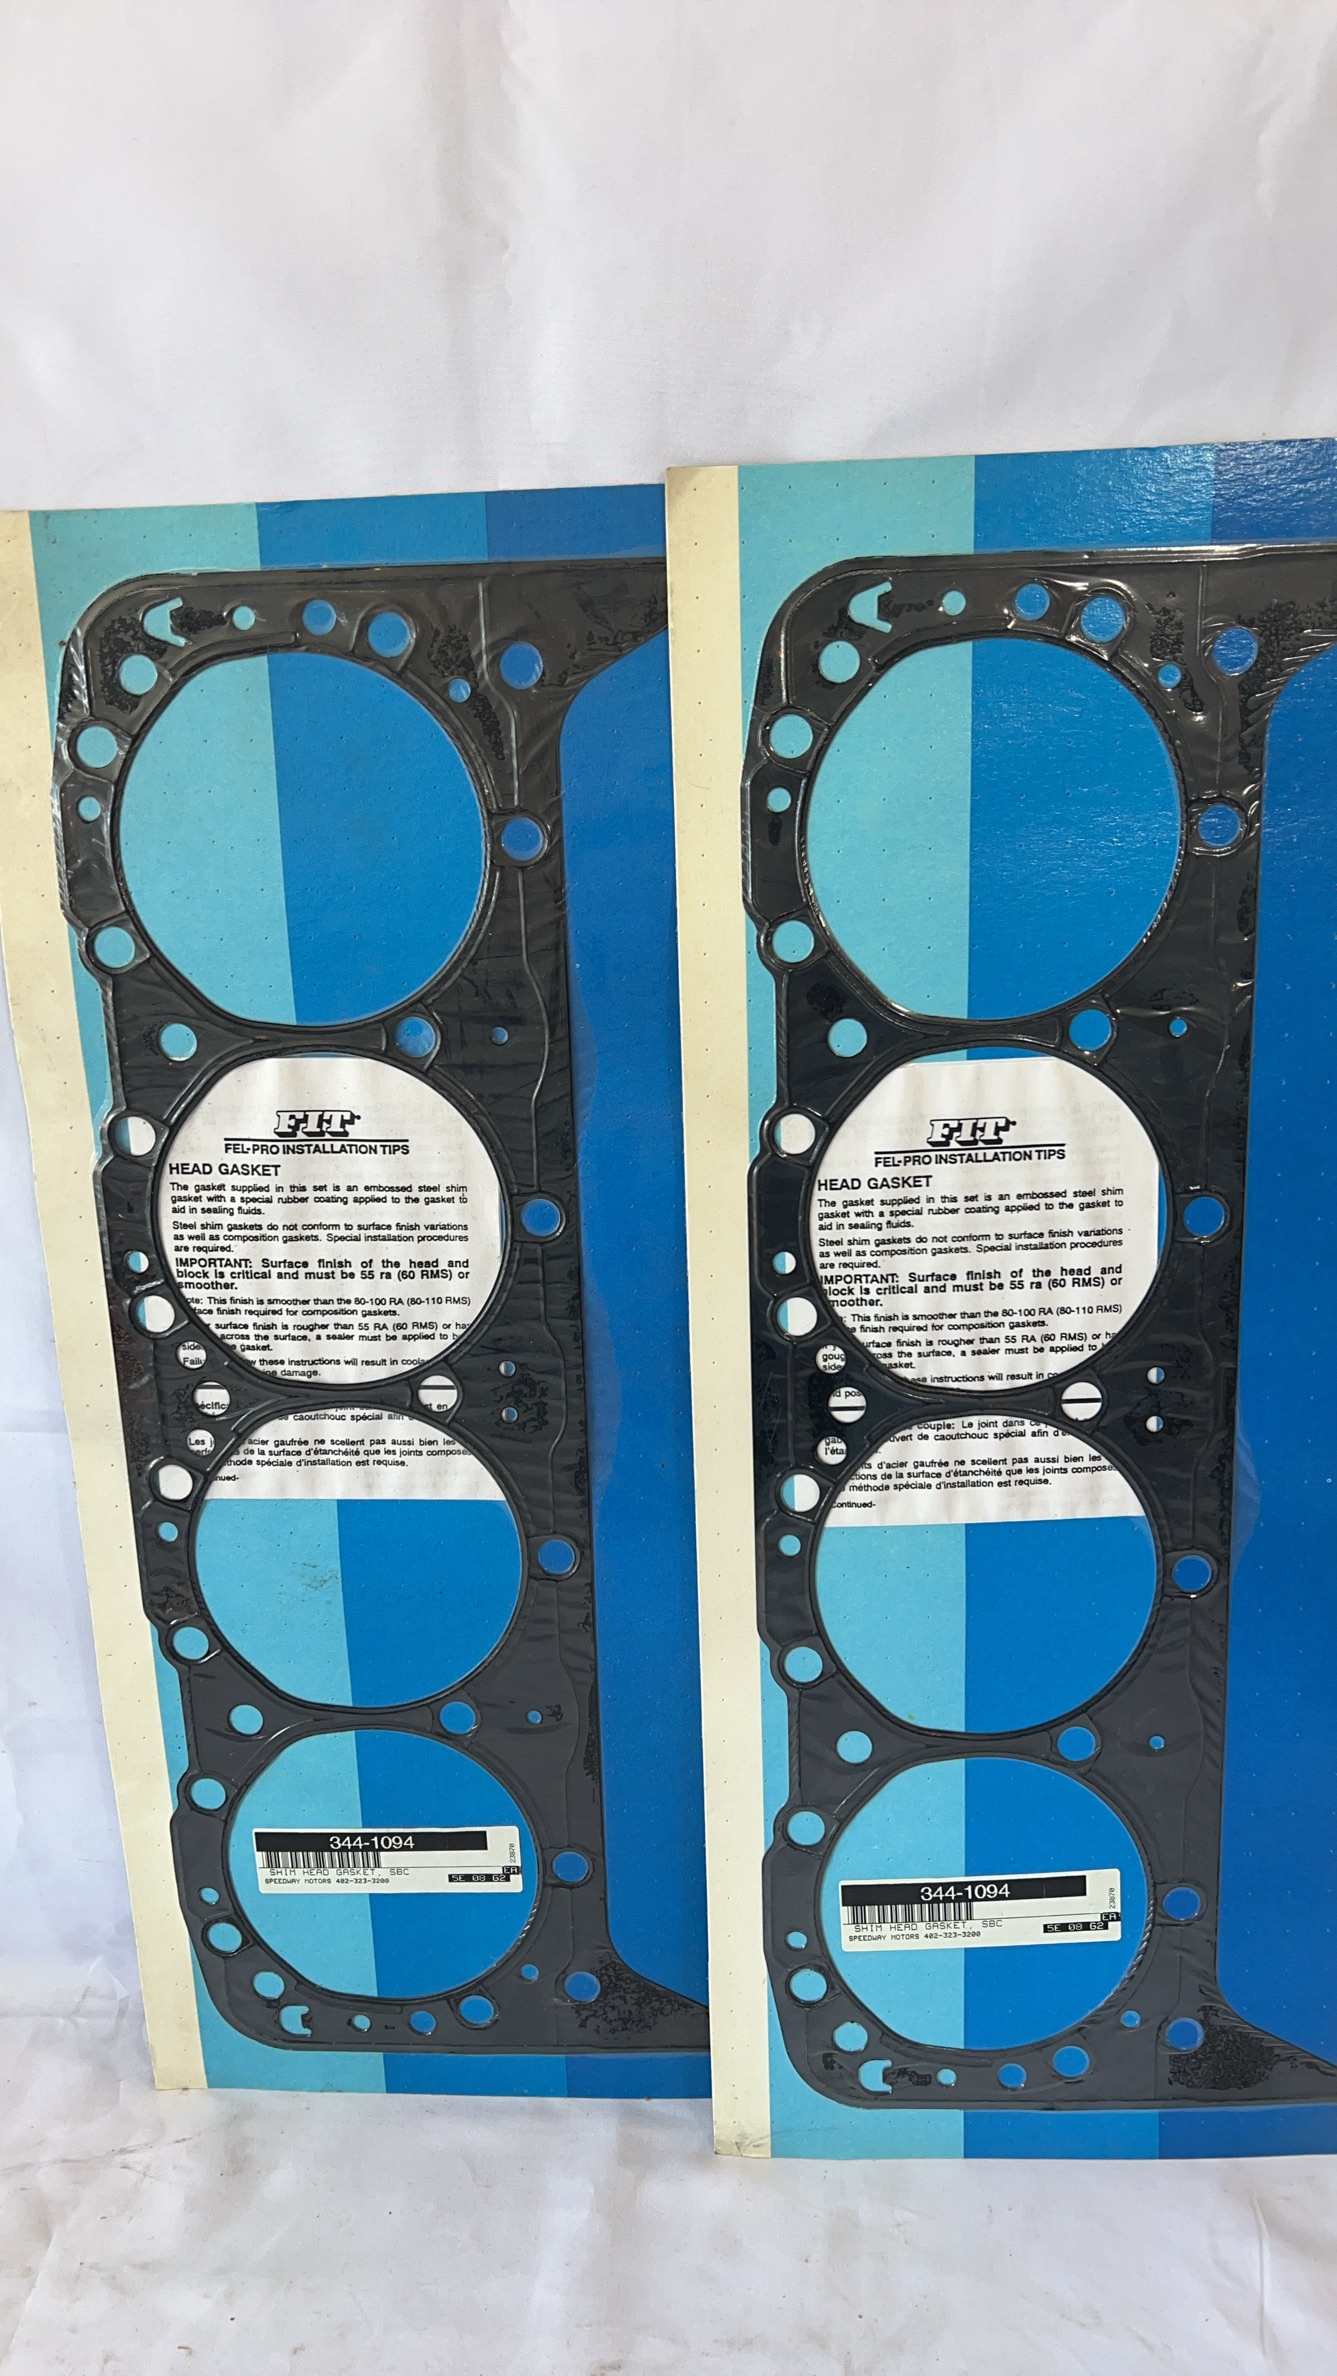 FIT
FEL-PRO INSTALLATION TIPS
HEAD GASKET
The gasket supplied in this set is an embossed steel shim
gasket with a special rubber coating applied to the gasket to
aid in sealing fluids.
Steel shim gaskets do not conform to surface finish variations
as well as composition gaskets. Special installation procedures
are required.
IMPORTANT: Surface finish of the head and
block is critical and must be 55 ra (60 RMS) or
smoother.
This finish is smoother than the 80-100 RA (80-110 RMS)
finish required for composition gaskets.
surface finish is rougher than 55 RA (60 RMS) or
across the surface, a sealer must be applied to
gasket.
these instructions will result in
damage.
en
caoutchouc spécial afin
Les acier gaufrée ne scellent pas aussi bien les
de la surface d'étanchéité que les joints
méthode spéciale d'installation est requise.
344-1094
23870
SHIM HEAD GASKET, SBC
EA
SPEEDWAY MOTORS 402-323-3200
5E 08 G2
FIT
FEL-PRO INSTALLATION TIPS
HEAD GASKET
The gasket supplied in this set is an embossed steel shim
gasket with a special rubber coating applied to the gasket to
aid in sealing fluids.
Steel shim gaskets do not conform to surface finish variations
as well as composition gaskets. Special installation procedures
are required.
IMPORTANT: Surface finish of the head and
block is critical and must be 55 ra (60 RMS) or
smoother.
This finish is smoother than the 80-100 RA (80-110 RMS)
finish required for composition gaskets.
surface finish is rougher than 55 RA (60 RMS) or
across the surface, a sealer must be applied to
gasket.
instructions will result in
couple: Le joint dans
de caoutchouc spécial afin
d'acier gaufrée ne scellent pas aussi bien les
de la surface d'étanchéité que les joints
méthode spéciale d'installation est requise.
-Continued-
344-1094
23870
SHIM HEAD GASKET, SBC
EA
SPEEDWAY MOTORS 402-323-3200
5E 08 G2